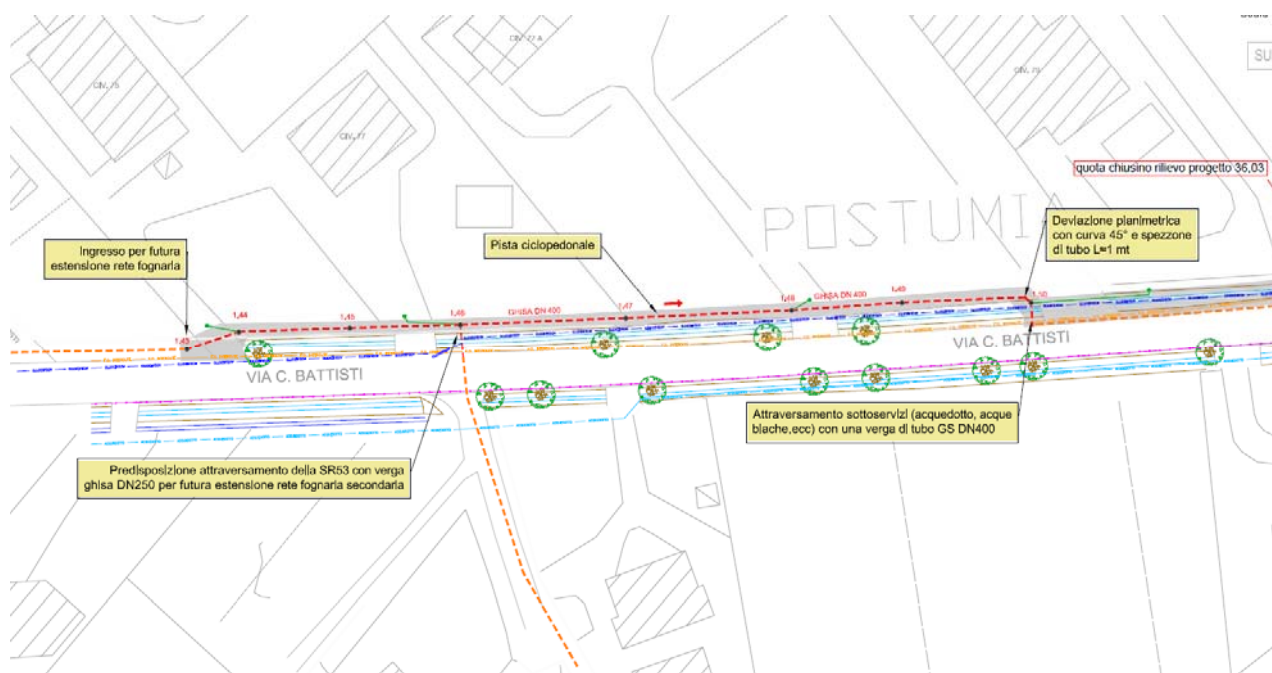 CIV. 75
CIV. 77
CIV. 77 A
CIV. 79
SU
quota chiusino rilievo progetto 36,03
POSTUMIA
Ingresso per futura
estensione rete fognaria
Pista ciclopedonale
Deviazione planimetrica
con curva 45° e spezzone
di tubo L=1 mt
1.43
1.44
1.45
1.46
GHISA DN 400
1.47
1.48
GHISA DN 400
1.49
1.50
VIA C. BATTISTI
VIA C. BATTISTI
Attraversamento sottoservizi (acquedotto, acque
biache,ecc) con una verga di tubo GS DN400
Predisposizione attraversamento della SR53 con verga
ghisa DN250 per futura estensione rete fognaria secondaria